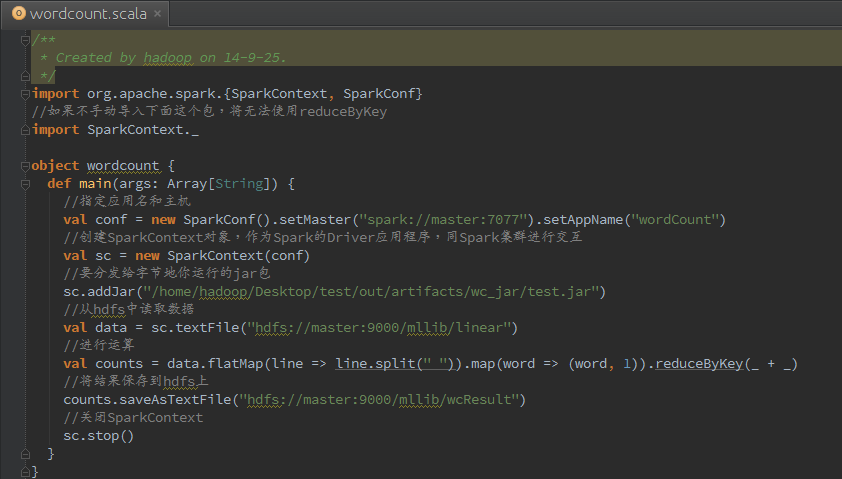 wordcount.scala
/**
 * Created by hadoop on 14-9-25.
 */
import org.apache.spark.{SparkContext, SparkConf}
//如果不手动导入下面这个包，将无法使用reduceByKey
import SparkContext._
object wordcount {
  def main(args: Array[String]) {
    //指定应用名和主机
    val conf = new SparkConf().setMaster("spark://master:7077").setAppName("wordCount")
    //创建SparkContext对象，作为Spark的Driver应用程序，同Spark集群进行交互
    val sc = new SparkContext(conf)
    //要分发给字节地你运行的jar包
    sc.addJar("/home/hadoop/Desktop/test/out/artifacts/wc_jar/test.jar")
    //从hdfs中读取数据
    val data = sc.textFile("hdfs://master:9000/mllib/linear")
    //进行运算
    val counts = data.flatMap(line => line.split(" ")).map(word => (word, 1)).reduceByKey(_ + _)
    //将结果保存到hdfs上
    counts.saveAsTextFile("hdfs://master:9000/mllib/wcResult")
    //关闭SparkContext
    sc.stop()
  }
}